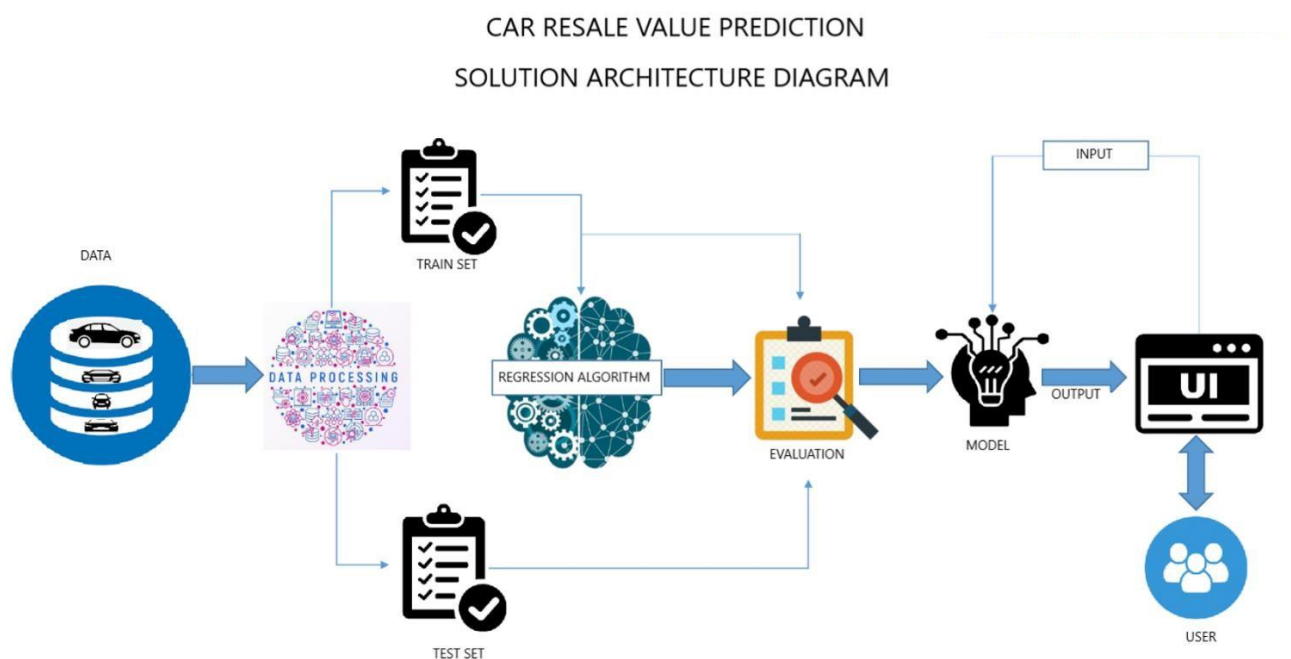 CAR RESALE VALUE PREDICTION
SOLUTION ARCHITECTURE DIAGRAM
INPUT
TRAIN SET
DATA
DATA PROCESSING
REGRESSION ALGORITHM
UI
OUTPUT
EVALUATION
MODEL
TEST SET
USER